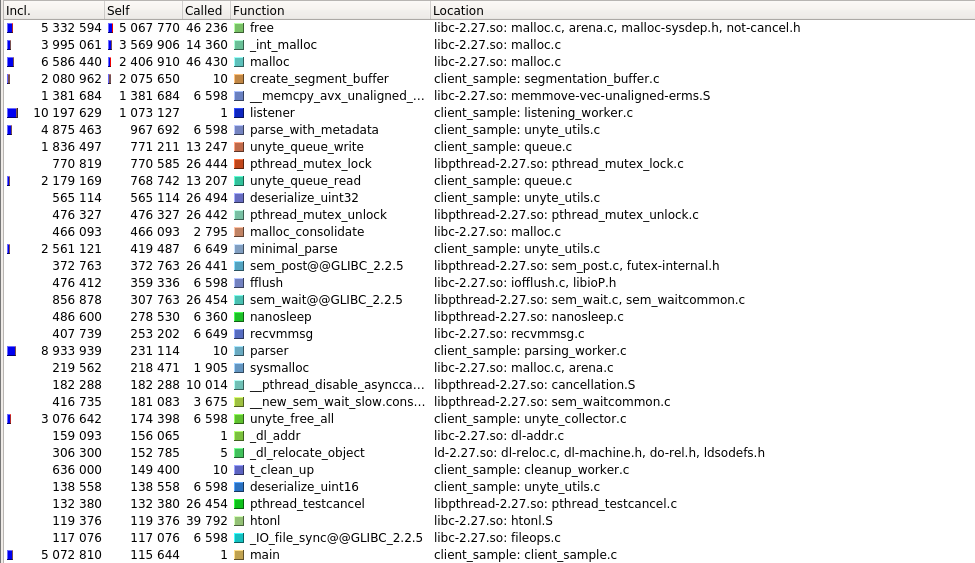 Incl. Self Called Function Location
5 332 594 5 067 770 46 236 free libc-2.27.so: malloc.c, arena.c, malloc-sysdep.h, not-cancel.h
3 995 061 3 569 906 14 360 _int_malloc libc-2.27.so: malloc.c
6 586 440 2 406 910 46 430 malloc libc-2.27.so: malloc.c
2 080 962 2 075 650 10 create_segment_buffer client_sample: segmentation_buffer.c
1 381 684 1 381 684 6 598 __memcpy_avx_unaligned_... libc-2.27.so: memmove-vec-unaligned-erms.S
10 197 629 1 073 127 1 listener client_sample: listening_worker.c
4 875 463 967 692 6 598 parse_with_metadata client_sample: unyte_utils.c
1 836 497 771 211 13 247 unyte_queue_write client_sample: queue.c
770 819 770 585 26 444 pthread_mutex_lock libpthread-2.27.so: pthread_mutex_lock.c
2 179 169 768 742 13 207 unyte_queue_read client_sample: queue.c
565 114 565 114 26 494 deserialize_uint32 client_sample: unyte_utils.c
476 327 476 327 26 442 pthread_mutex_unlock libpthread-2.27.so: pthread_mutex_unlock.c
466 093 466 093 2 795 malloc_consolidate libc-2.27.so: malloc.c
2 561 121 419 487 6 649 minimal_parse client_sample: unyte_utils.c
372 763 372 763 26 441 sem_post@@GLIBC_2.2.5 libpthread-2.27.so: sem_post.c, futex-internal.h
476 412 359 336 6 598 fflush libc-2.27.so: iofflush.c, libioP.h
856 878 307 763 26 454 sem_wait@@GLIBC_2.2.5 libpthread-2.27.so: sem_wait.c, sem_waitcommon.c
486 600 278 530 6 360 nanosleep libpthread-2.27.so: nanosleep.c
407 739 253 202 6 649 recvmmsg libc-2.27.so: recvmmsg.c
8 933 939 231 114 10 parser client_sample: parsing_worker.c
219 562 218 471 1 905 sysmalloc libc-2.27.so: malloc.c, arena.c
182 288 182 288 10 014 __pthread_disable_asyncca... libpthread-2.27.so: cancellation.S
416 735 181 083 3 675 __new_sem_wait_slow.cons... libpthread-2.27.so: sem_waitcommon.c
3 076 642 174 398 6 598 unyte_free_all client_sample: unyte_collector.c
159 093 156 065 1 _dl_addr libc-2.27.so: dl-addr.c
306 300 152 785 5 _dl_relocate_object ld-2.27.so: dl-reloc.c, dl-machine.h, do-rel.h, ldsodefs.h
636 000 149 400 10 t_clean_up client_sample: cleanup_worker.c
138 558 138 558 6 598 deserialize_uint16 client_sample: unyte_utils.c
132 380 132 380 26 454 pthread_testcancel libpthread-2.27.so: pthread_testcancel.c
119 376 119 376 39 792 htonl libc-2.27.so: htonl.S
117 076 117 076 6 598 _IO_file_sync@@GLIBC_2.2.5 libc-2.27.so: fileops.c
5 072 810 115 644 1 main client_sample: client_sample.c